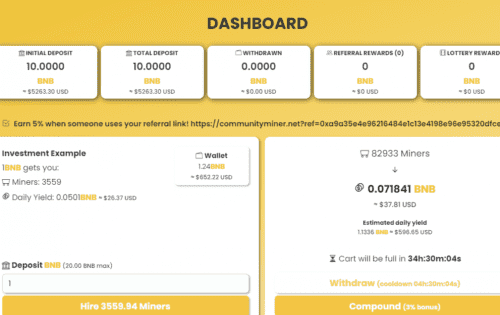 DASHBOARD
INITIAL DEPOSIT
10.0000
BNB
≈ $5263.30 USD
TOTAL DEPOSIT
10.0000
BNB
≈ $5263.30 USD
WITHDRAWN
0.0000
BNB
≈ $0.00 USD
REFERRAL REWARDS (0)
0
BNB
≈ $0 USD
LOTTERY REWARD
0
BNB
≈ $0 USD
Earn 5% when someone uses your referral link! https://communityminer.net?ref=0xa9a35e4e96216484e1c13e4198e96e95320dfce
Investment Example
1BNB gets you:
Miners: 3559
Daily Yield: 0.0501BNB ≈ $26.37 USD
Wallet
1.24BNB
≈ $652.22 USD
Deposit BNB (20.00 BNB max)
1
Hire 3559.94 Miners
82933 Miners
↓
0.071841 BNB
≈ $37.81 USD
Estimated daily yield
1.1336 BNB ≈ $596.65 USD
Cart will be full in 34h:30m:04s
Withdraw (cooldown 04h:30m:04s)
Compound (3% bonus)